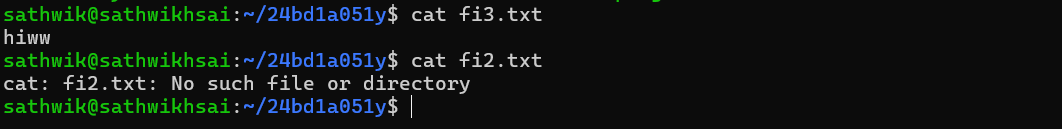 sathwik@sathwikhsai:~/24bd1a051y$ cat fi3.txt
hiww
sathwik@sathwikhsai:~/24bd1a051y$ cat fi2.txt
cat: fi2.txt: No such file or directory
sathwik@sathwikhsai:~/24bd1a051y$